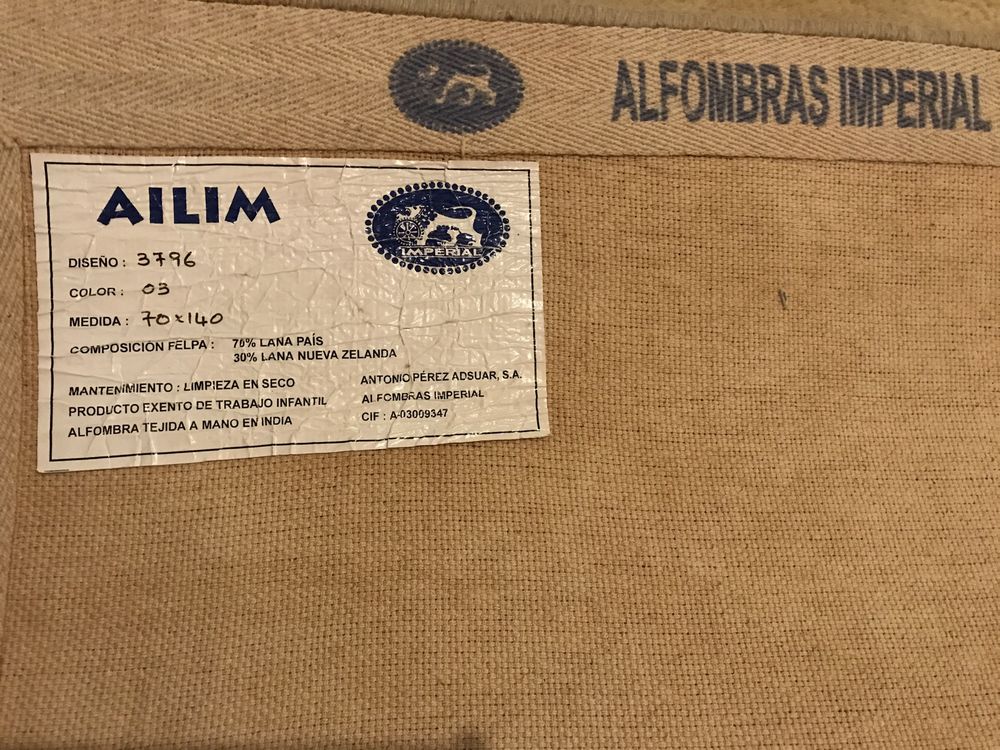 ALFOMBRAS IMPERIAL
AILIM
IMPERIAL
DISEÑO : 3796
COLOR : 03
MEDIDA : 70x140
COMPOSICIÓN FELPA : 70% LANA PAÍS
30% LANA NUEVA ZELANDA
MANTENIMIENTO : LIMPIEZA EN SECO
PRODUCTO EXENTO DE TRABAJO INFANTIL
ALFOMBRA TEJIDA A MANO EN INDIA
ANTONIO PÉREZ ADSUAR, S.A.
ALFOMBRAS IMPERIAL
CIF : A-03009347